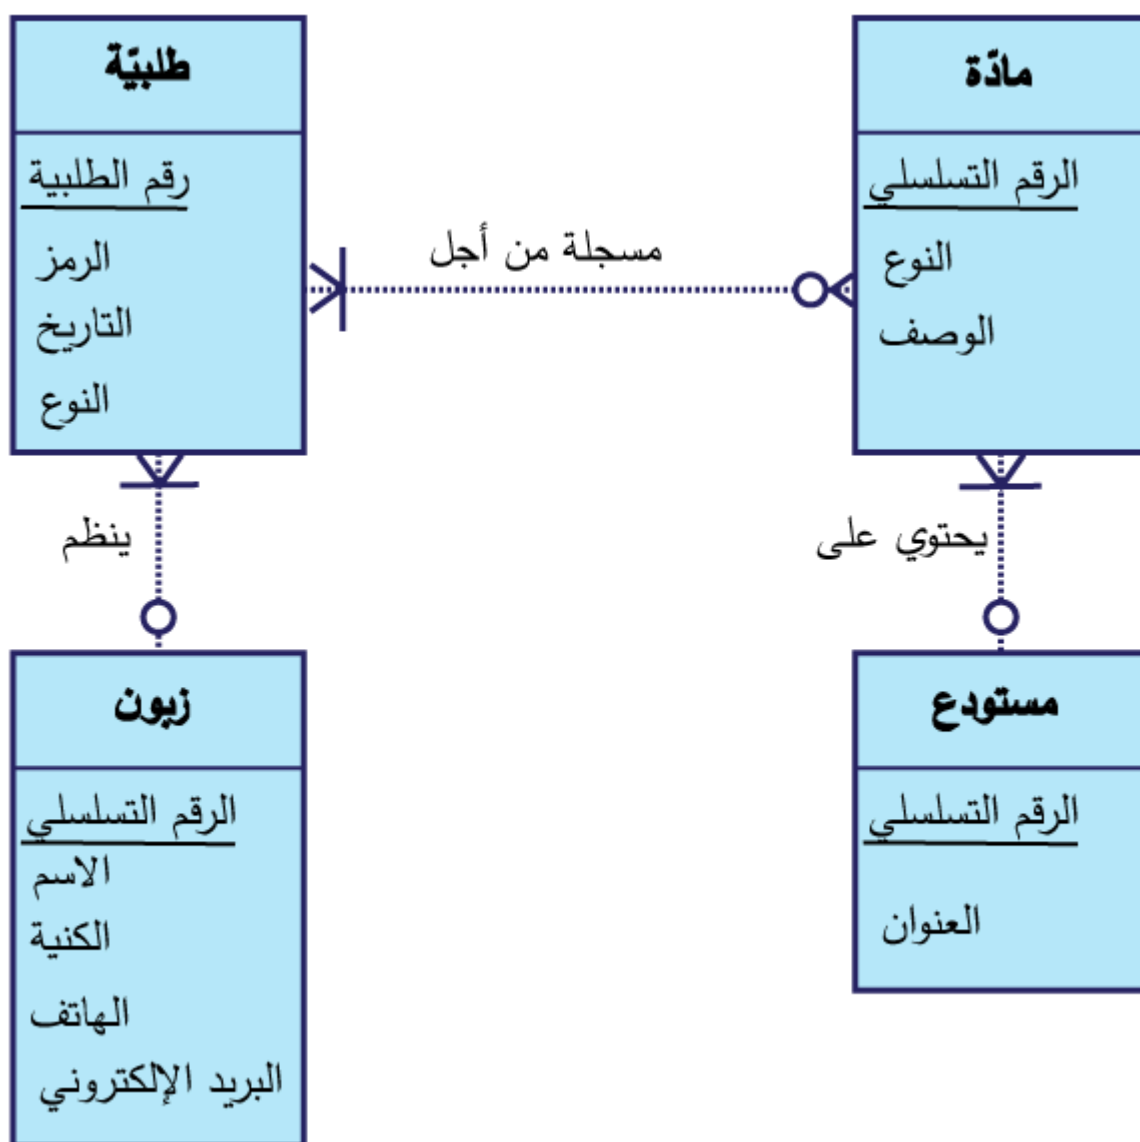 مادّة
الرقم التسلسلي
النوع
الوصف
مسجلة من أجل
طلبيّة
رقم الطلبية
الرمز
التاريخ
النوع
يحتوي على
ينظم
مستودع
الرقم التسلسلي
العنوان
زبون
الرقم التسلسلي
الاسم
الكنية
الهاتف
البريد الإلكتروني